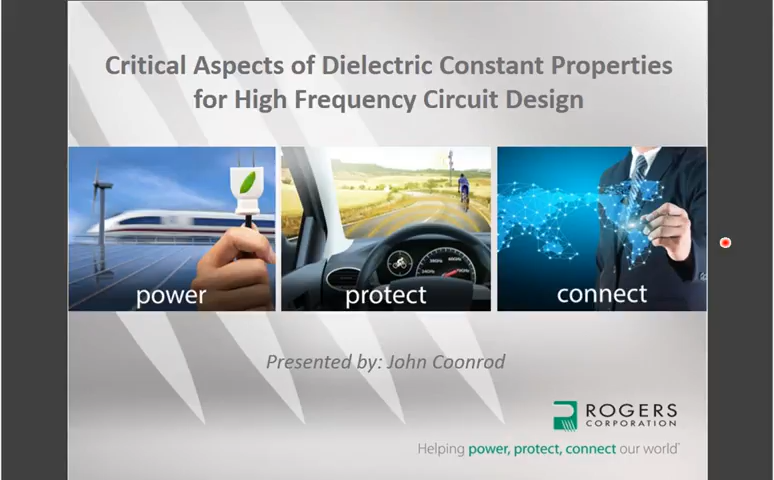 Critical Aspects of Dielectric Constant Properties
for High Frequency Circuit Design
power
protect
connect
Presented by: John Coonrod
ROGERS
CORPORATION
Helping power, protect, connect our world